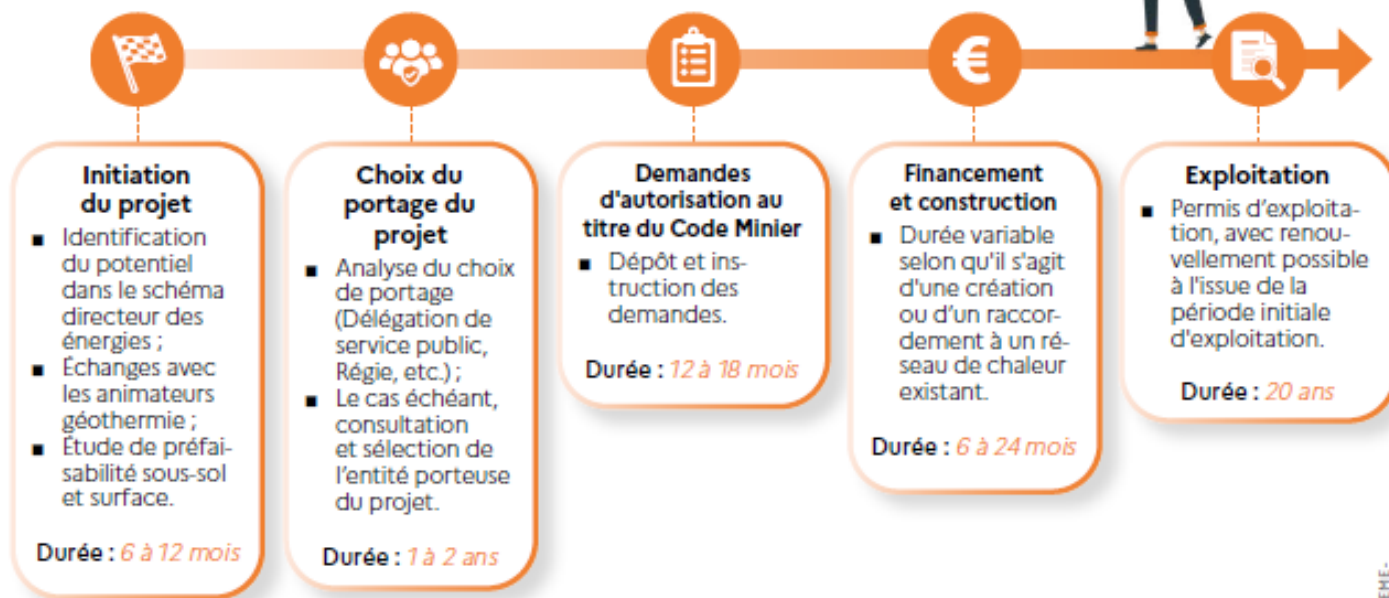 €
Initiation
du projet
■ Identification
du potentiel
dans le schéma
directeur des
énergies ;
■ Échanges avec
les animateurs
géothermie ;
■ Étude de préfai-
sabilité sous-sol
et surface.
Durée : 6 à 12 mois
Choix du
portage du
projet
■ Analyse du choix
de portage
(Délégation de
service public,
Régie, etc.) ;
■ Le cas échéant,
consultation
et sélection de
l'entité porteuse
du projet.
Durée : 1 à 2 ans
Demandes
d'autorisation au
titre du Code Minier
■ Dépôt et ins-
truction des
demandes.
Durée : 12 à 18 mois
Financement
et construction
■ Durée variable
selon qu'il s'agit
d'une création
ou d'un raccor-
dement à un ré-
seau de chaleur
existant.
Durée : 6 à 24 mois
Exploitation
■ Permis d'exploita-
tion, avec renou-
vellement possible
à l'issue de la
période initiale
d'exploitation.
Durée : 20 ans